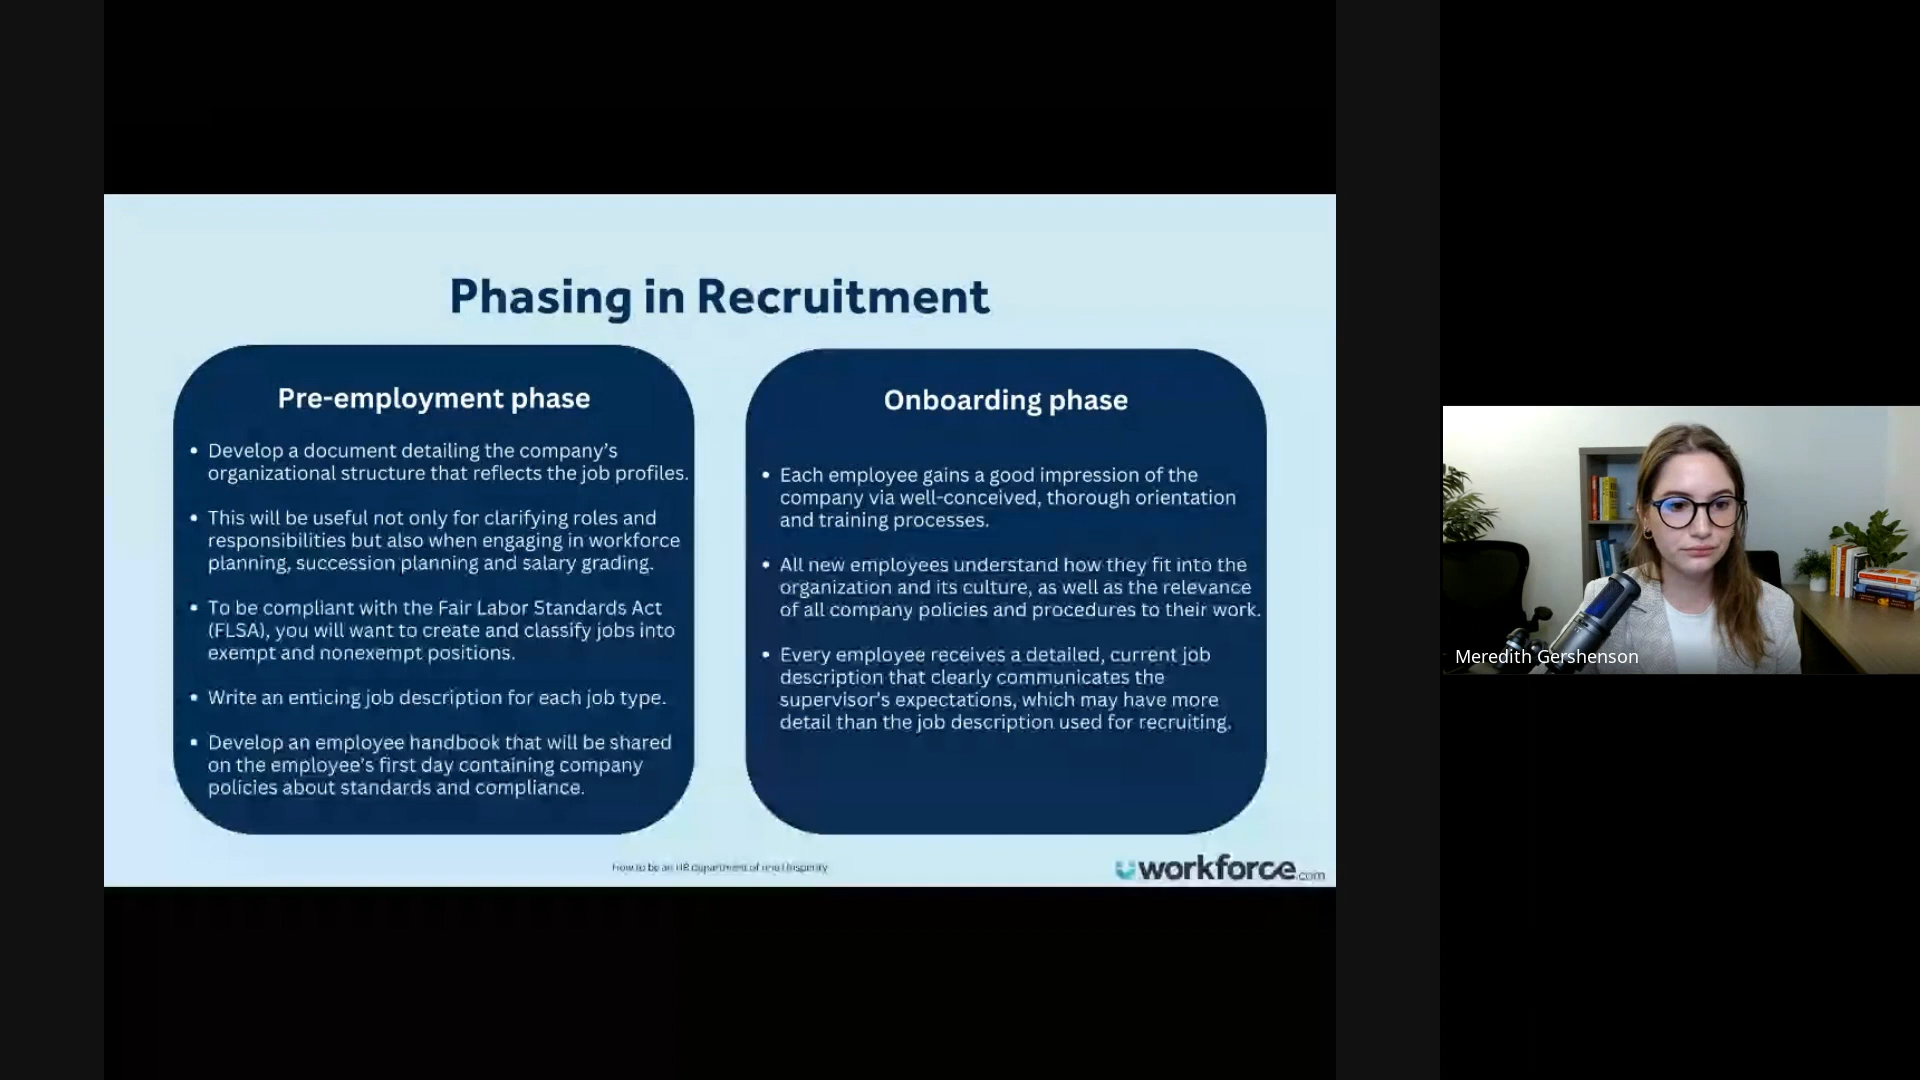 Phasing in Recruitment
Pre-employment phase
• Develop a document detailing the company's
organizational structure that reflects the job profiles.
• This will be useful not only for clarifying roles and
responsibilities but also when engaging in workforce
planning, succession planning and salary grading.
• To be compliant with the Fair Labor Standards Act
(FLSA), you will want to create and classify jobs into
exempt and nonexempt positions.
• Write an enticing job description for each job type.
• Develop an employee handbook that will be shared
on the employee's first day containing company
policies about standards and compliance.
Onboarding phase
• Each employee gains a good impression of the
company via well-conceived, thorough orientation
and training processes.
• All new employees understand how they fit into the
organization and its culture, as well as the relevance
of all company policies and procedures to their work.
• Every employee receives a detailed, current job
description that clearly communicates the
supervisor's expectations, which may have more
detail than the job description used for recruiting.
How to be an HR department of one
workforce.com
Meredith Gershenson